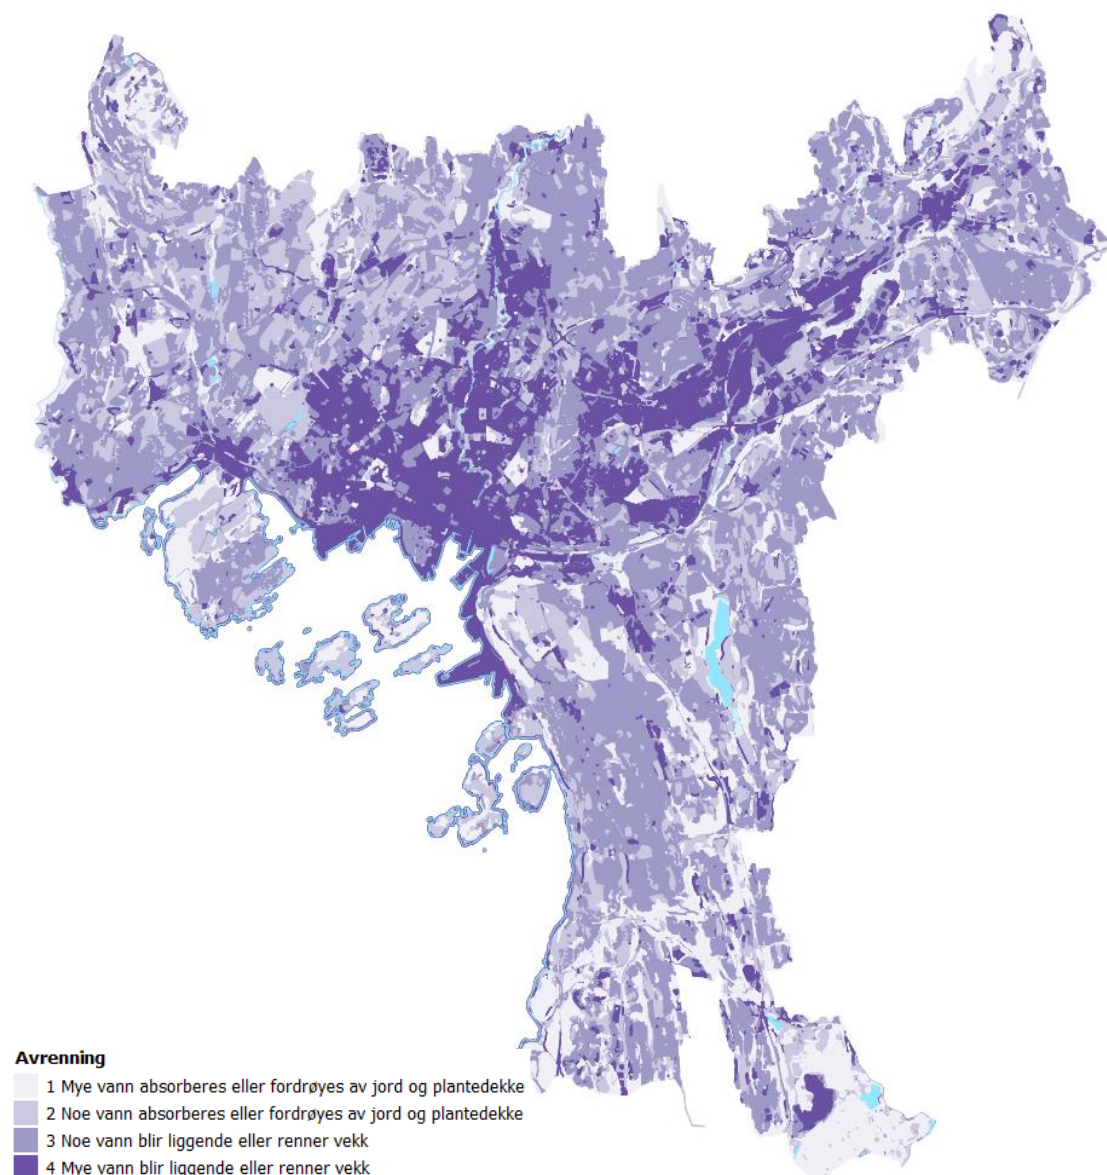 Avrenning
1 Mye vann absorberes eller fordrøyes av jord og plantedekke
2 Noe vann absorberes eller fordrøyes av jord og plantedekke
3 Noe vann blir liggende eller renner vekk
4 Mye vann blir liggende eller renner vekk